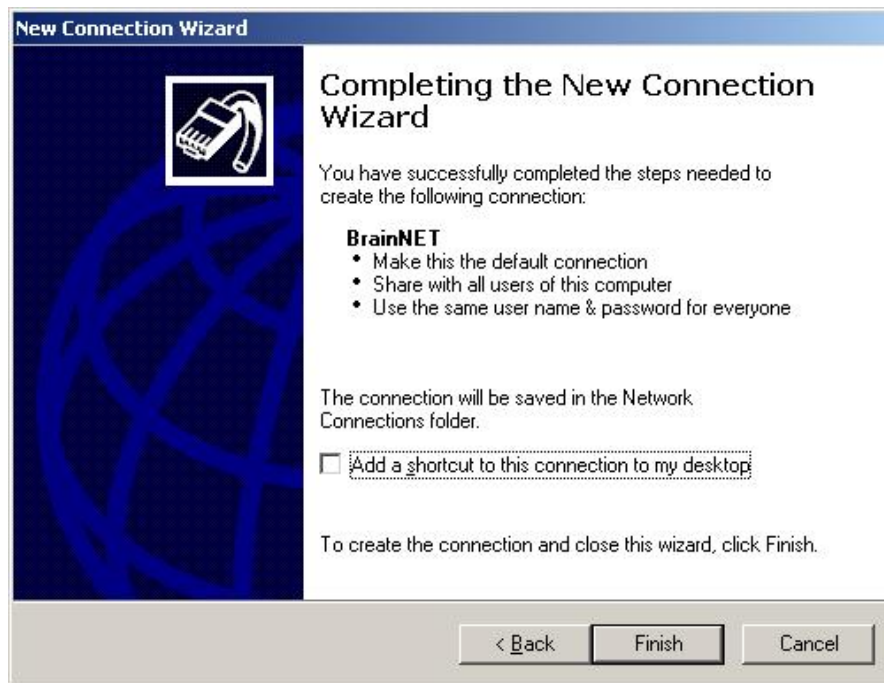 New Connection Wizard
Completing the New Connection
Wizard
You have successfully completed the steps needed to
create the following connection:
BrainNET
• Make this the default connection
• Share with all users of this computer
• Use the same user name & password for everyone
The connection will be saved in the Network
Connections folder.
Add a shortcut to this connection to my desktop
To create the connection and close this wizard, click Finish.
< Back Finish Cancel